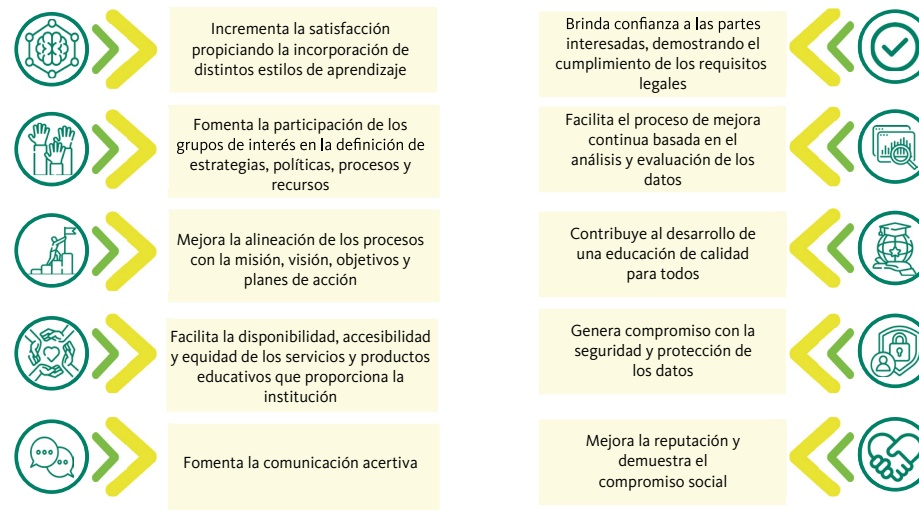 Incrementa la satisfacción
propiciando la incorporación de
distintos estilos de aprendizaje
Fomenta la participación de los
grupos de interés en la definición de
estrategias, políticas, procesos y
recursos
Mejora la alineación de los procesos
con la misión, visión, objetivos y
planes de acción
Facilita la disponibilidad, accesibilidad
y equidad de los servicios y productos
educativos que proporciona la
institución
Fomenta la comunicación acertiva
Brinda confianza a las partes
interesadas, demostrando el
cumplimiento de los requisitos
legales
Facilita el proceso de mejora
continua basada en el
análisis y evaluación de los
datos
Contribuye al desarrollo de
una educación de calidad
para todos
Genera compromiso con la
seguridad y protección de
los datos
Mejora la reputación y
demuestra el
compromiso social